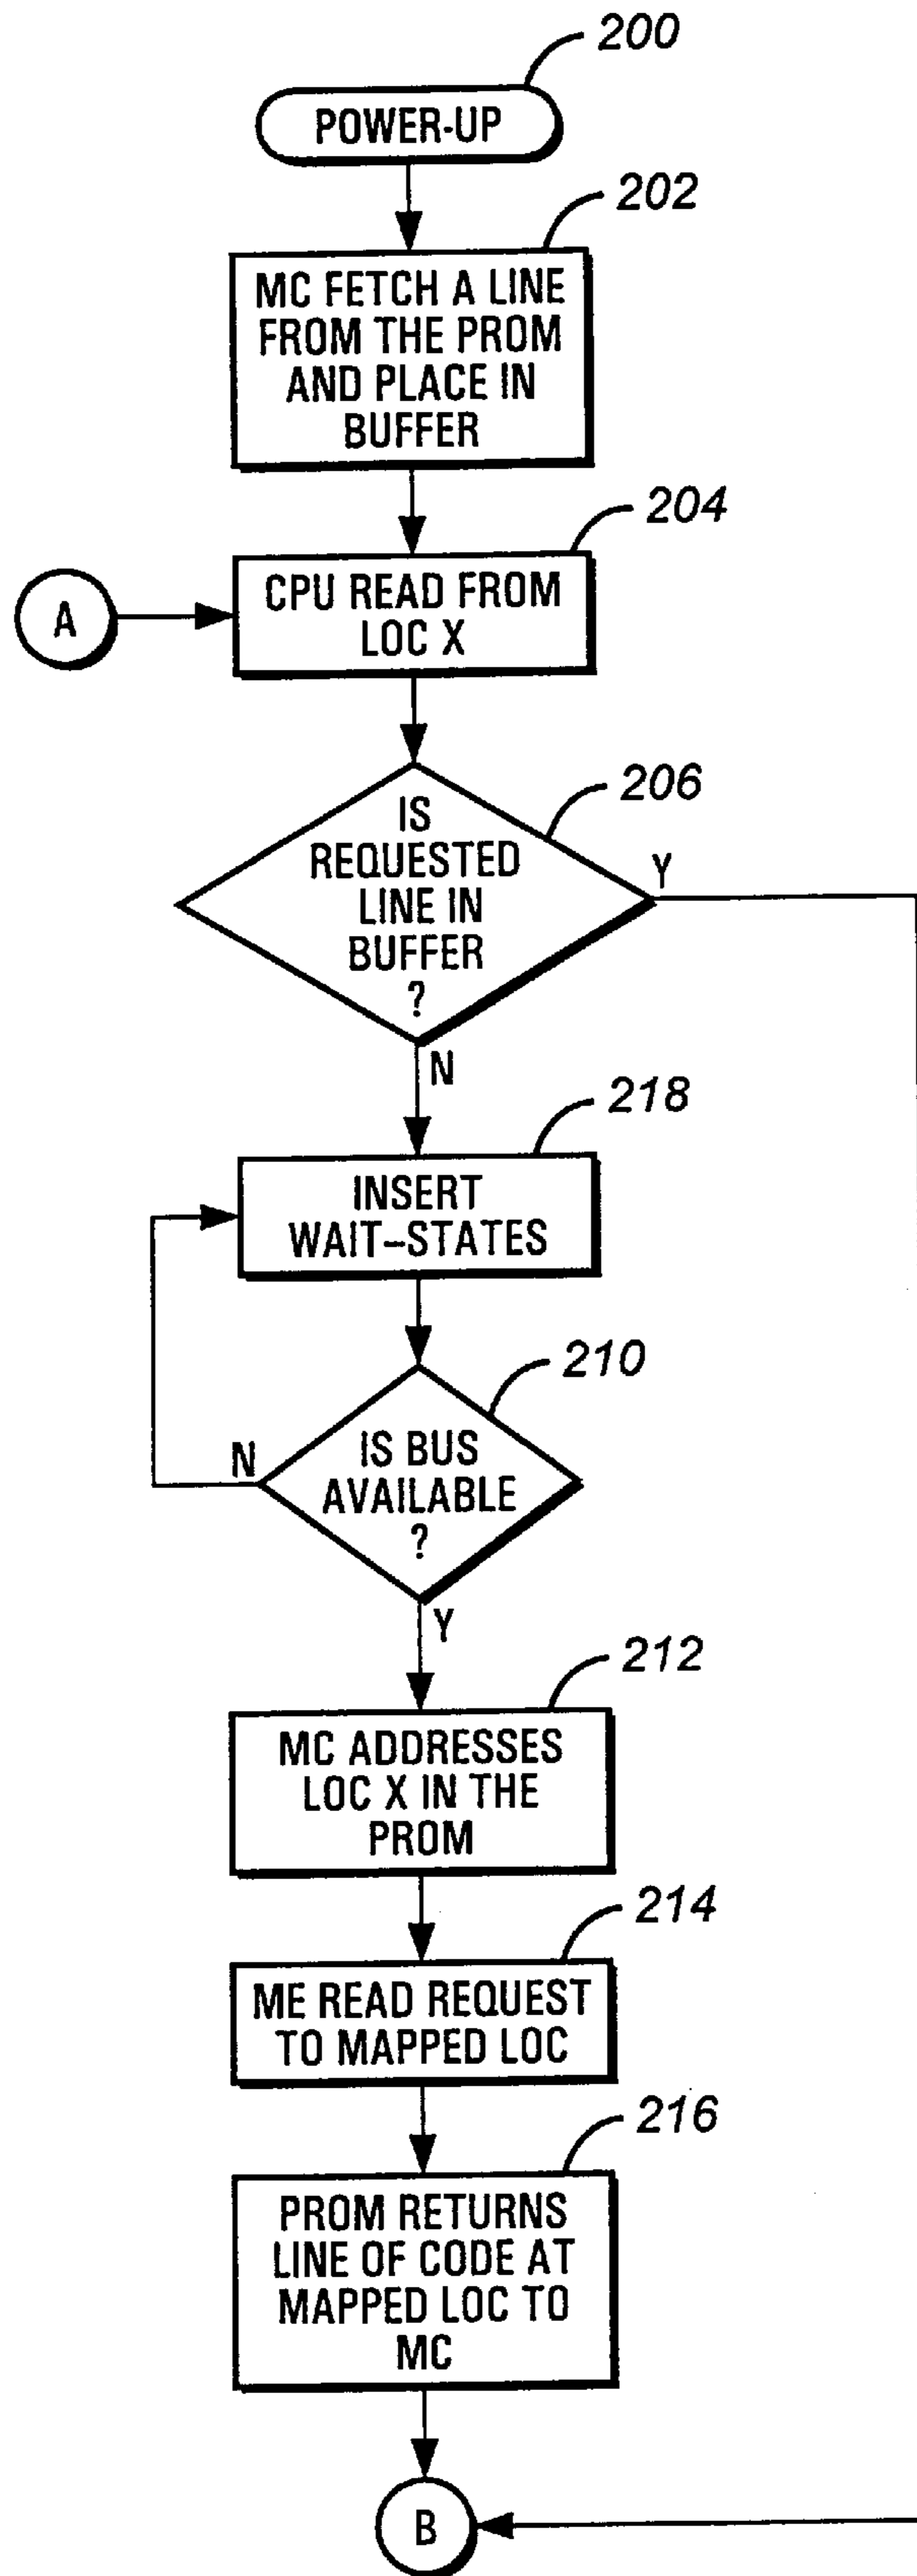 200
POWER-UP
202
MC FETCH A LINE
FROM THE PROM
AND PLACE IN
BUFFER
204
CPU READ FROM
LOC X
A
206
IS
REQUESTED
LINE IN
BUFFER
?
Y
N
218
INSERT
WAIT-STATES
210
IS BUS
AVAILABLE
?
N
Y
212
MC ADDRESSES
LOC X IN THE
PROM
214
ME READ REQUEST
TO MAPPED LOC
216
PROM RETURNS
LINE OF CODE AT
MAPPED LOC TO
MC
B